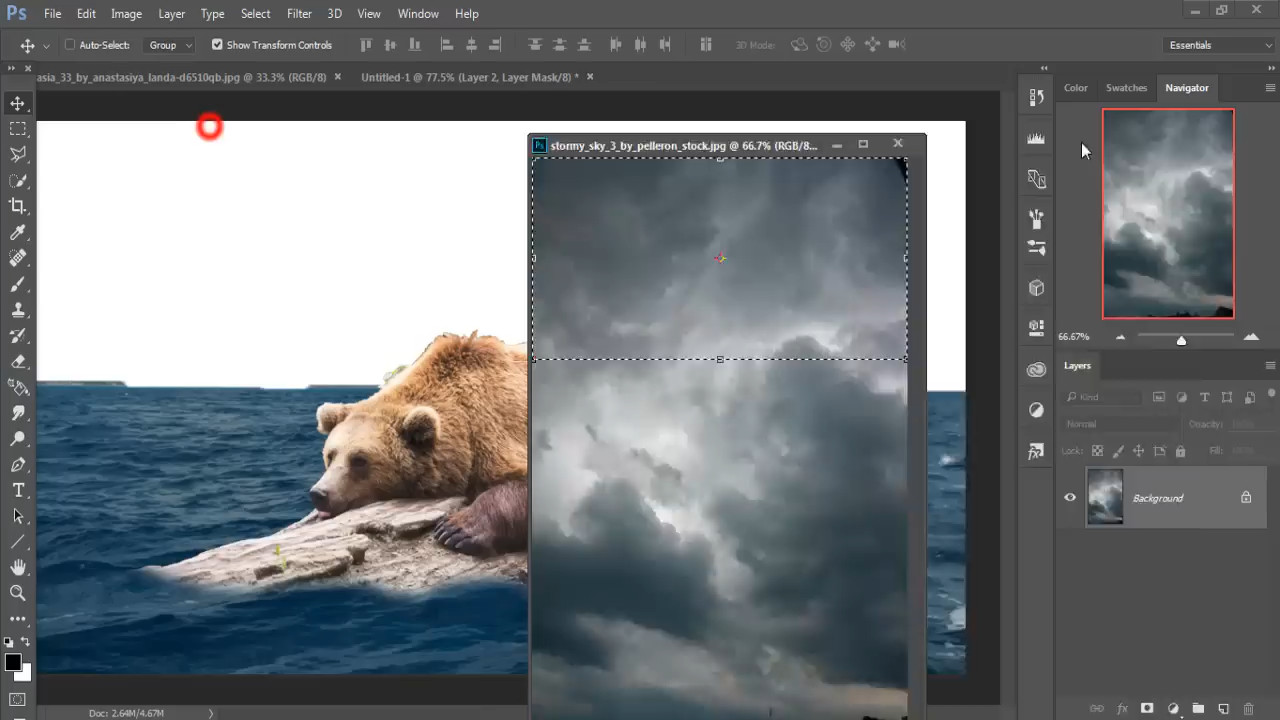 Ps File Edit Image Layer Type Select Filter 3D View Window Help
Auto-Select: Group Show Transform Controls 3D Mode: Essentials
asia_33_by_anastasiya_landa-d6510qb.jpg @ 33.3% (RGB/8) × Untitled-1 @ 77.5% (Layer 2, Layer Mask/8) * ×
Color Swatches Navigator
Ps stormy_sky_3_by_pelleron_stock.jpg @ 66.7% (RGB/8...
66.67%
Layers
Kind
Normal Opacity:
Lock: Fill:
Background
Doc: 2.64M/4.67M